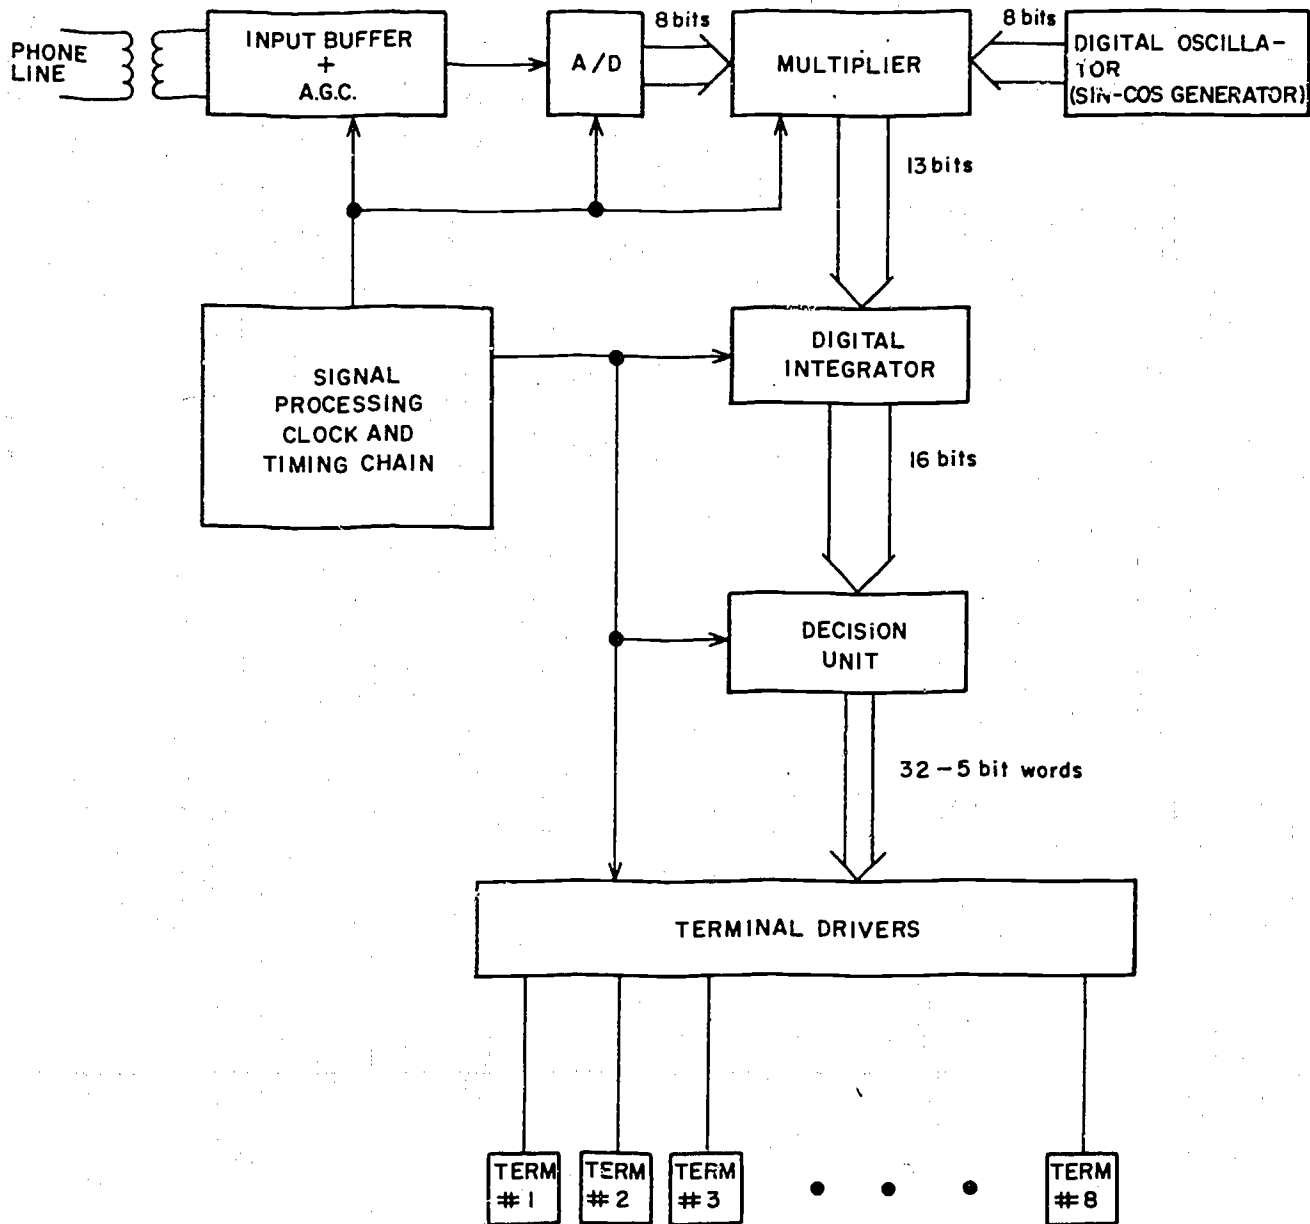 PHONE
LINE
INPUT BUFFER
+
A.G.C.
A/D
8 bits
MULTIPLIER
8 bits
DIGITAL OSCILLA-
TOR
(SIN-COS GENERATOR)
13 bits
SIGNAL
PROCESSING
CLOCK AND
TIMING CHAIN
DIGITAL
INTEGRATOR
16 bits
DECISION
UNIT
32-5 bit words
TERMINAL DRIVERS
TERM
#1
TERM
#2
TERM
#3
• • •
TERM
#8